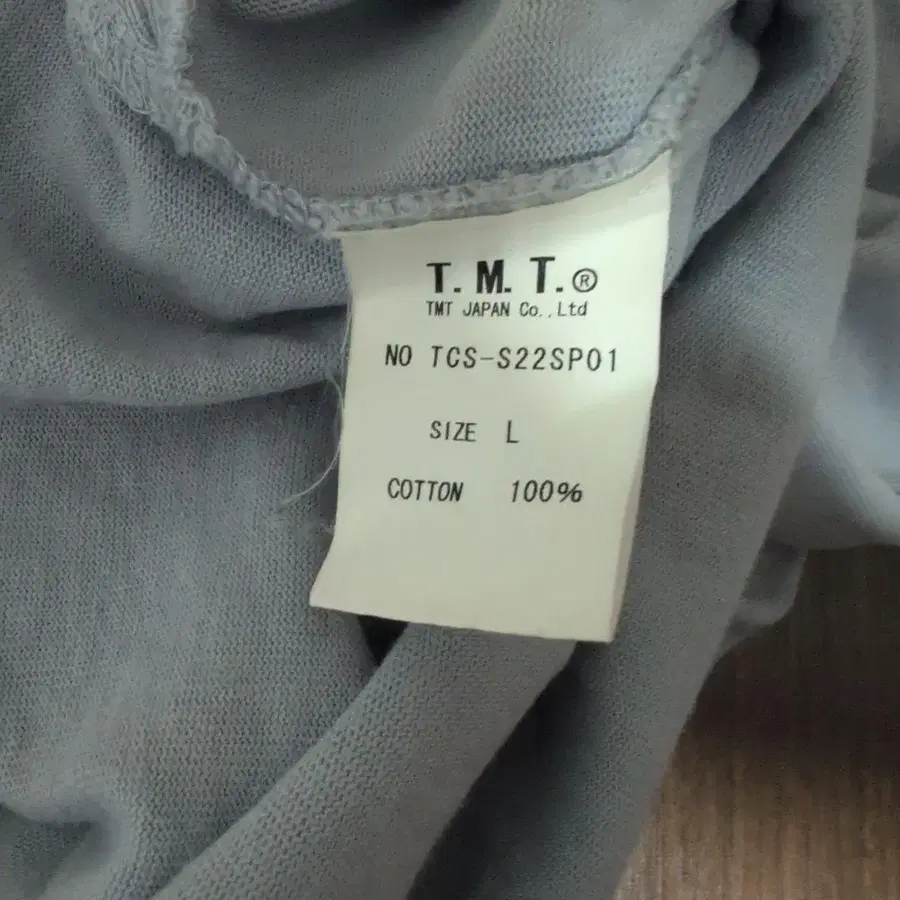 T.M.T.®
TMT JAPAN Co.,Ltd
NO TCS-S22SP01
SIZE L
COTTON 100%